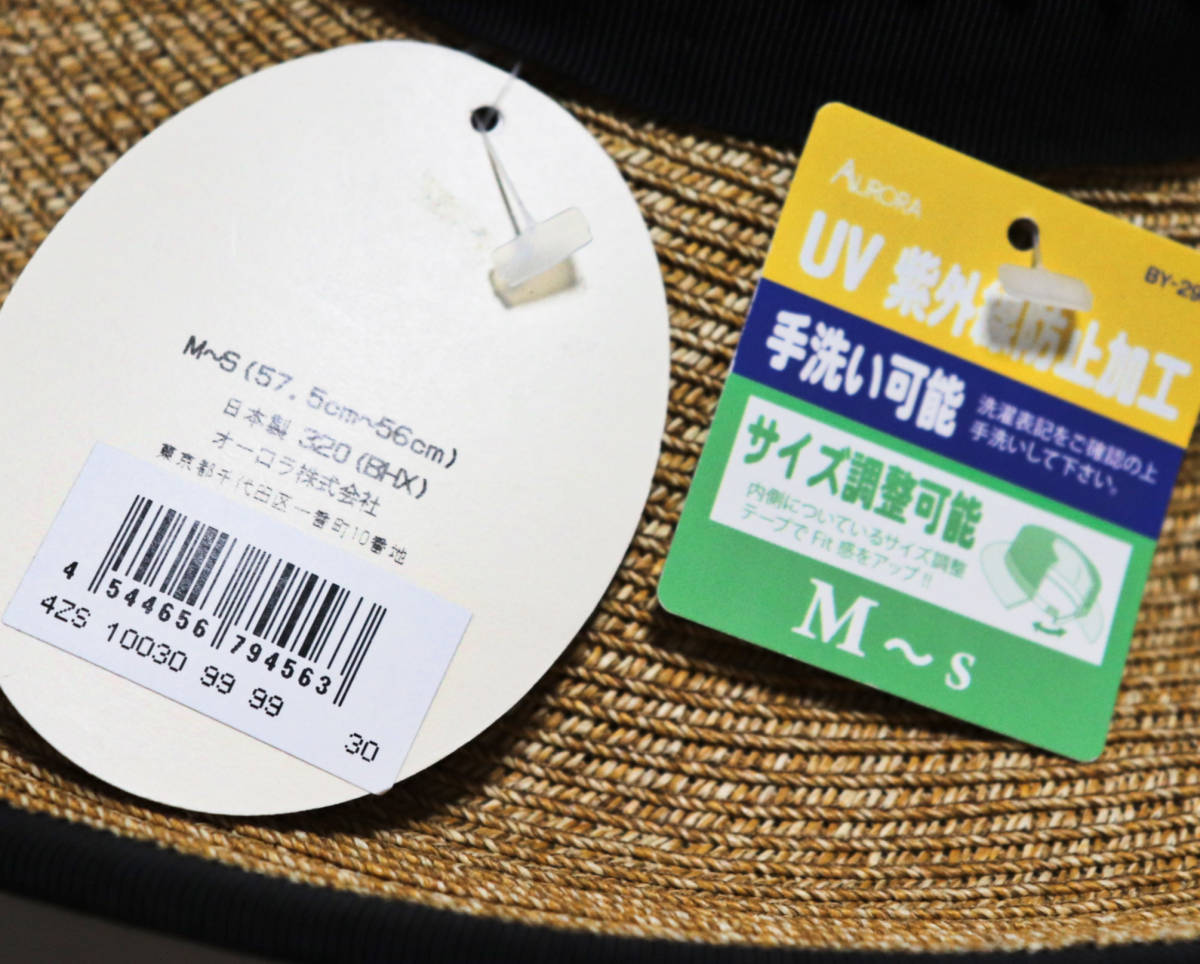 M~S (57.5cm~56cm)
日本製 320 (BHX)
オーロラ株式会社
東京都千代田区一番町10番地
4 544656 794563
4ZS 10030 99 99
30
AURORA
BY-26
UV 紫外線防止加工
手洗い可能
洗濯表記をご確認の上
手洗いして下さい。
サイズ調整可能
内側についているサイズ調整
テープで Fit 感をアップ!!
M~S